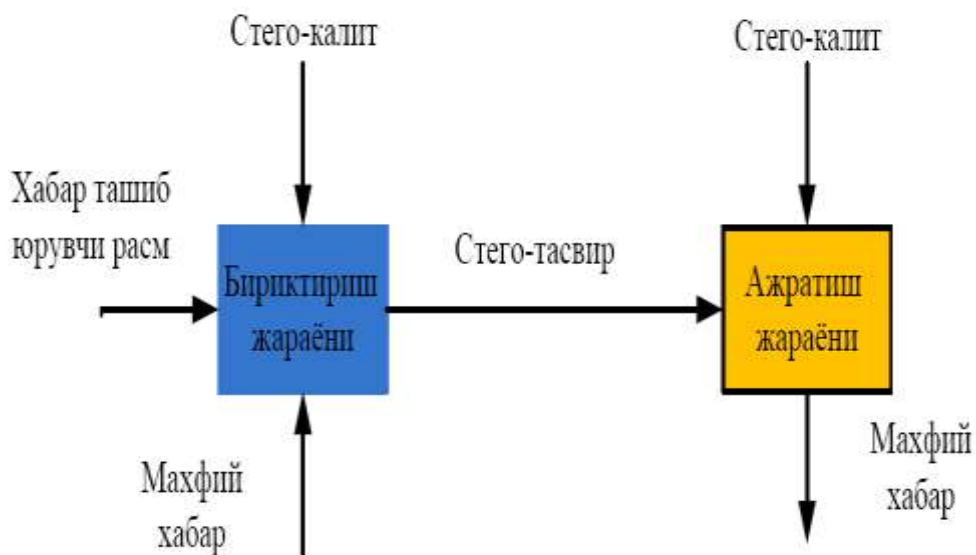 Стего-калит
Стего-калит
Хабар ташиб
юрувчи расм
Бириктириш
жараёни
Стего-тасвир
Ажратиш
жараёни
Махфий
хабар
Махфий
хабар